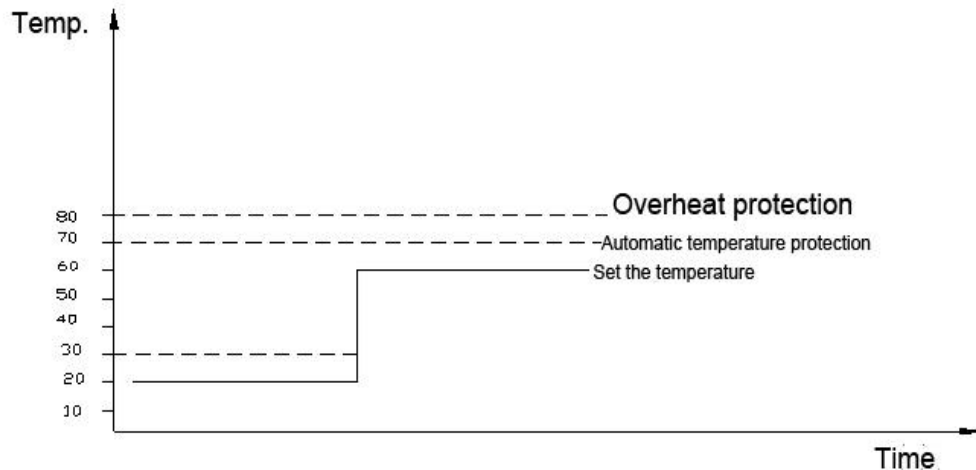 Temp.
80
Overheat protection
70
Automatic temperature protection
60
Set the temperature
50
40
30
20
10
Time